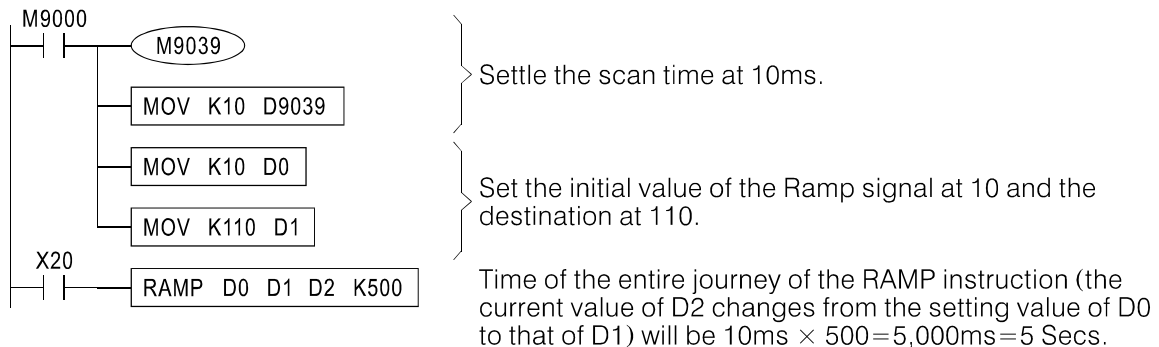 M9000
M9039
MOV K10 D9039
Settle the scan time at 10ms.
MOV K10 D0
MOV K110 D1
Set the initial value of the Ramp signal at 10 and the
destination at 110.
X20
RAMP D0 D1 D2 K500
Time of the entire journey of the RAMP instruction (the
current value of D2 changes from the setting value of D0
to that of D1) will be 10ms × 500=5,000ms=5 Secs.